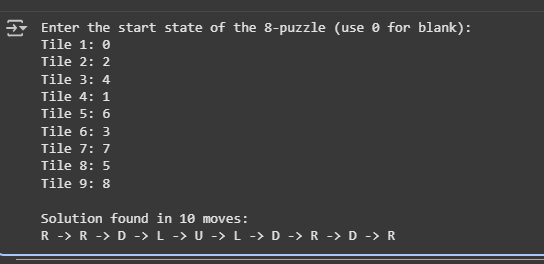 Enter the start state of the 8-puzzle (use 0 for blank):
Tile 1: 0
Tile 2: 2
Tile 3: 4
Tile 4: 1
Tile 5: 6
Tile 6: 3
Tile 7: 7
Tile 8: 5
Tile 9: 8
Solution found in 10 moves:
R -> R -> D -> L -> U -> L -> D -> R -> D -> R